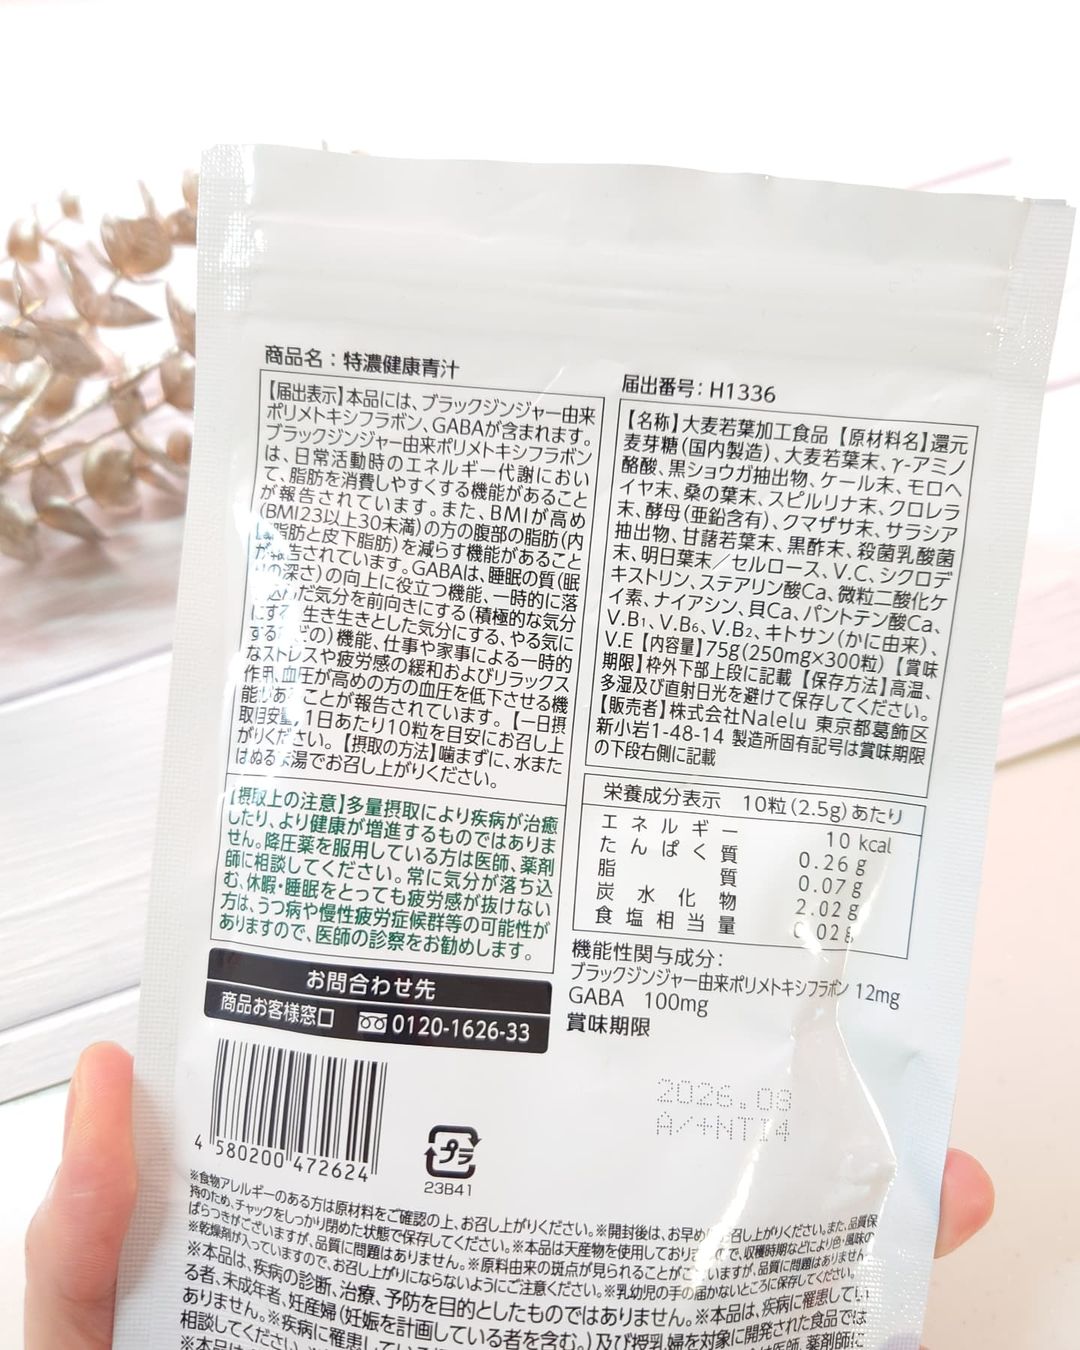 商品名：特濃健康青汁
【届出表示】本品には、ブラックジンジャー由来
ポリメトキシフラボン、GABAが含まれます。
ブラックジンジャー由来ポリメトキシフラボン
は、日常活動時のエネルギー代謝におい
て、脂肪を消費しやすくする機能があること
が報告されています。また、BMIが高め
(BMI23以上30未満)の方の腹部の脂肪(内
脂肪と皮下脂肪)を減らす機能があること
が報告されています。GABAは、睡眠の質(眠
りの深さ)の向上に役立つ機能、一時的に落
ち込んだ気分を前向きにする(積極的な気分
にする、生き生きとした気分にする、やる気に
するなどの)機能、仕事や家事による一時的
なストレスや疲労感の緩和およびリラックス
作用、血圧が高めの方の血圧を低下させる機
能があることが報告されています。【一日摂
取目安量】1日あたり10粒を目安にお召し上
がりください。【摂取の方法】噛まずに、水また
はぬるま湯でお召し上がりください。
【摂取上の注意】多量摂取により疾病が治癒
したり、より健康が増進するものではありま
せん。降圧薬を服用している方は医師、薬剤
師に相談してください。常に気分が落ち込
む、休暇・睡眠をとっても疲労感が抜けない
方は、うつ病や慢性疲労症候群等の可能性が
ありますので、医師の診察をお勧めします。
お問合わせ先
商品お客様窓口 0120-1626-33
4 580200 472624
プラ
23B41
届出番号：H1336
【名称】大麦若葉加工食品【原材料名】還元
麦芽糖(国内製造)、大麦若葉末、γ-アミノ
酪酸、黒ショウガ抽出物、ケール末、モロヘ
イヤ末、桑の葉末、スピルリナ末、クロレラ
末、酵母(亜鉛含有)、クマザサ末、サラシア
抽出物、甘藷若葉末、黒酢末、殺菌乳酸菌
末、明日葉末／セルロース、V.C、シクロデ
キストリン、ステアリン酸Ca、微粒二酸化ケ
イ素、ナイアシン、貝Ca、パントテン酸Ca、
V.B₁、V.B₆、V.B₂、キトサン(かに由来)、
V.E【内容量】75g(250mg×300粒)【賞味
期限】枠外下部上段に記載【保存方法】高温、
多湿及び直射日光を避けて保存してください。
【販売者】株式会社Nalelu 東京都葛飾区
新小岩1-48-14 製造所固有記号は賞味期限
の下段右側に記載
栄養成分表示 10粒(2.5g)あたり
エネルギー 10 kcal
たんぱく質 0.26 g
脂質 0.07 g
炭水化物 2.02 g
食塩相当量 0.02 g
機能性関与成分：
ブラックジンジャー由来ポリメトキシフラボン 12mg
GABA 100mg
賞味期限
2026.08
A/+NTI4
※食物アレルギーのある方は原材料をご確認の上、お召し上がりください。※開封後は、お早めにお召し上がりください。また、品質保
持のため、チャックをしっかり閉めた状態で保存してください。※本品は天産物を使用しておりますので、収穫時期などにより色・風味の
ばらつきがございますが、品質に問題はありません。※原料由来の斑点が見られることがございますが、品質に問題はありません。
※乾燥剤が入っていますので、お召し上がりにならないようにご注意ください。※乳幼児の手の届かないところに保存してください。
※本品は、疾病の診断、治療、予防を目的としたものではありません。※本品は、疾病に罹患してい
る者、未成年者、妊産婦(妊娠を計画している者を含む。)及び授乳婦を対象に開発された食品では
ありません。※疾病に罹患している 医師、薬剤師に
相談してください。